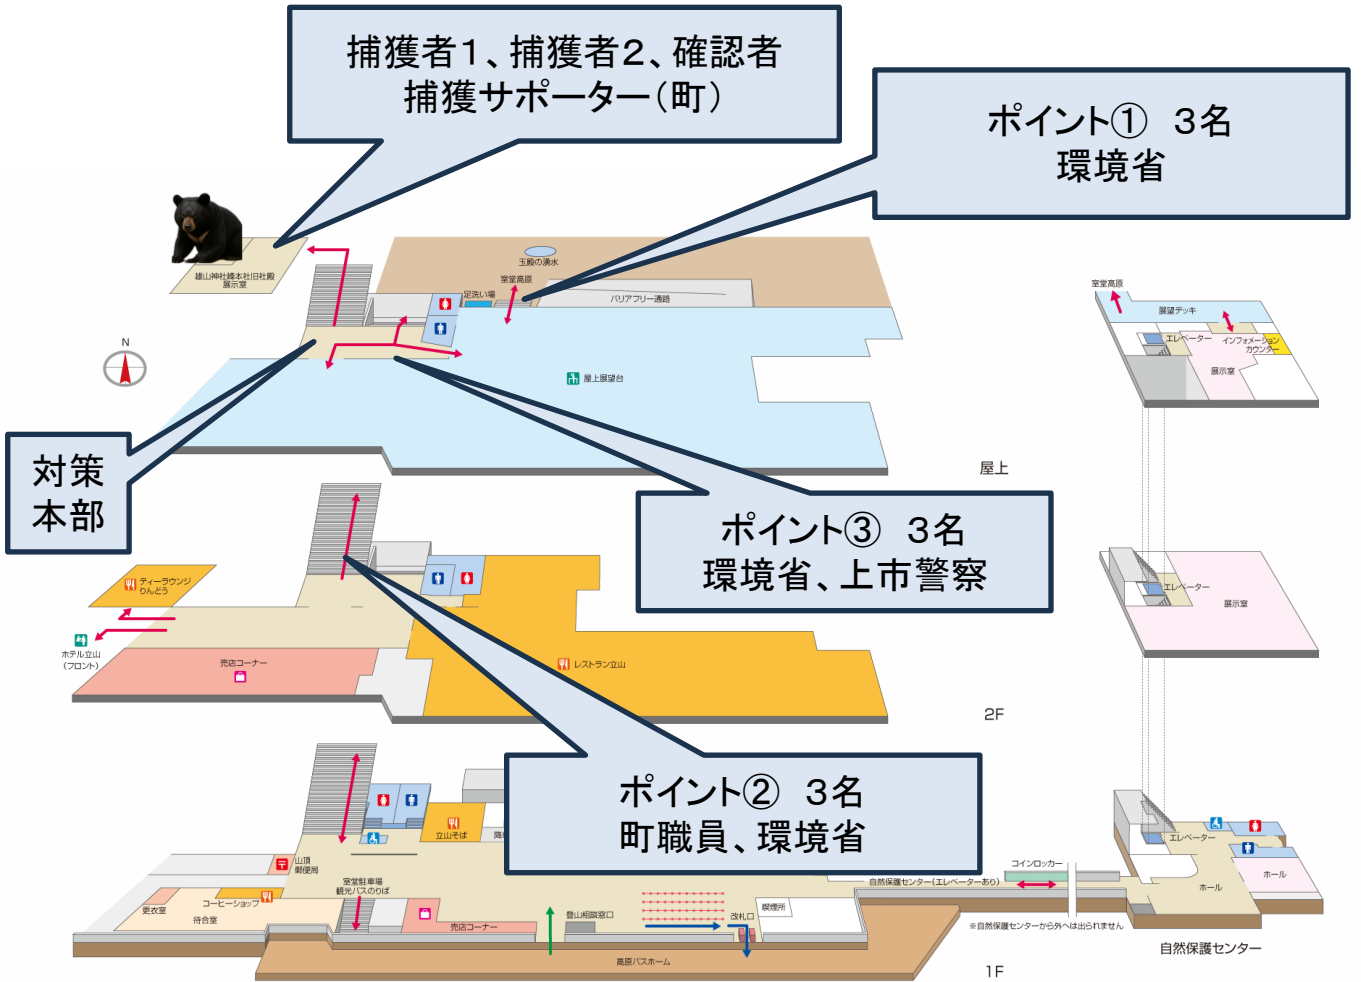 捕獲者１、捕獲者２、確認者
捕獲サポーター（町）
ポイント①　３名
環境省
雄山神社峰本社旧社殿
展示室
玉殿の湧水
室堂高原
足洗い場
バリアフリー通路
N
屋上展望台
対策
本部
ポイント③　３名
環境省、上市警察
屋上
室堂高原
展望デッキ
エレベーター
インフォメーション
カウンター
展示室
ティーラウンジ
りんどう
ホテル立山
（フロント）
売店コーナー
レストラン立山
2F
エレベーター
展示室
ポイント②　３名
町職員、環境省
立山そば
山頂
郵便局
室堂駐車場
観光バスのりば
コーヒーショップ
更衣室
待合室
売店コーナー
登山相談窓口
改札口
喫煙所
自然保護センター（エレベーターあり）
コインロッカー
高原バスホーム
1F
エレベーター
ホール
ホール
※自然保護センターから外へは出られません
自然保護センター